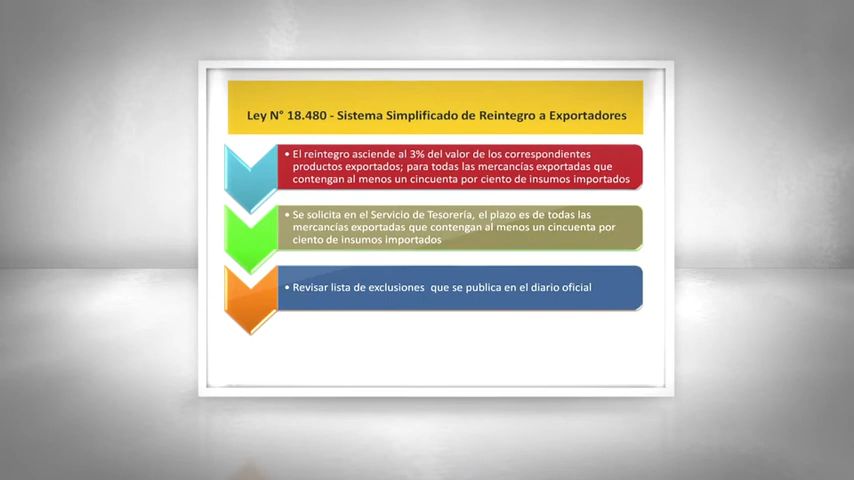 Ley N° 18.480 - Sistema Simplificado de Reintegro a Exportadores
• El reintegro asciende al 3% del valor de los correspondientes
productos exportados; para todas las mercancías exportadas que
contengan al menos un cincuenta por ciento de insumos importados
• Se solicita en el Servicio de Tesorería, el plazo es de todas las
mercancías exportadas que contengan al menos un cincuenta por
ciento de insumos importados
• Revisar lista de exclusiones que se publica en el diario oficial